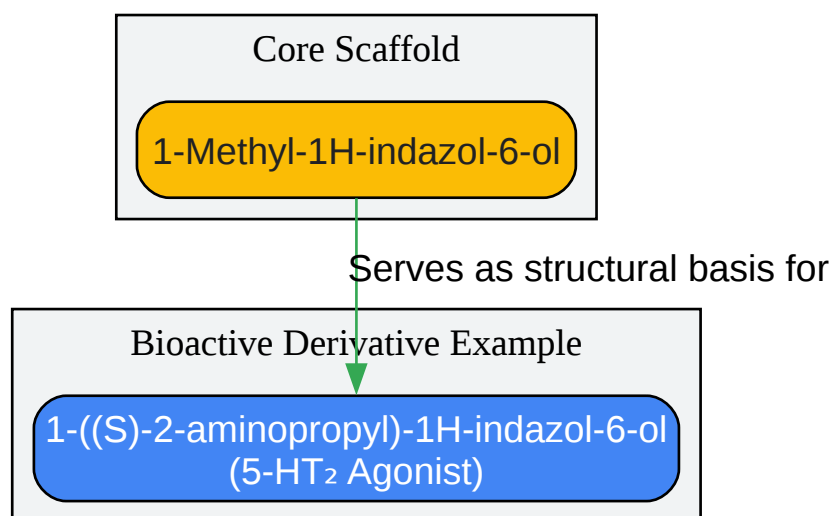 Core Scaffold
1-Methyl-1H-indazol-6-ol
Serves as structural basis for
Bioactive Derivative Example
1-((S)-2-aminopropyl)-1H-indazol-6-ol
(5-HT₂ Agonist)